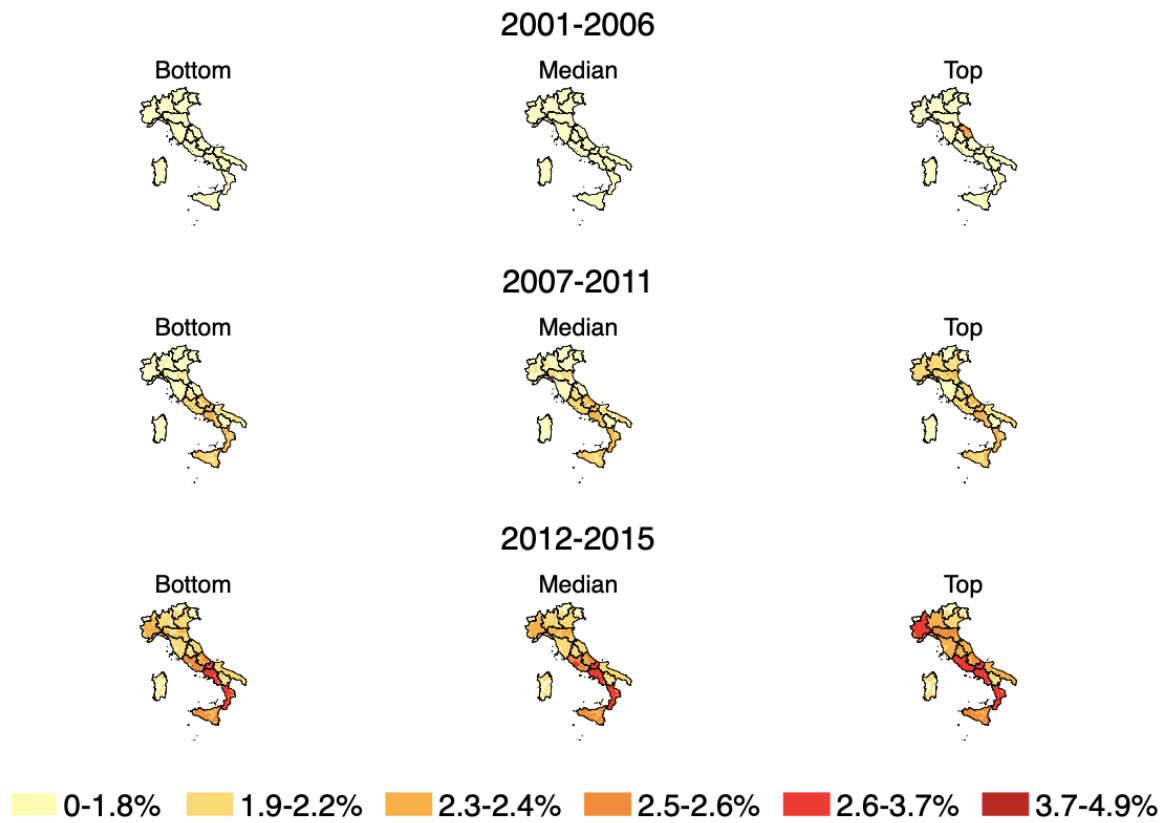 2001-2006
Bottom Median Top
2007-2011
Bottom Median Top
2012-2015
Bottom Median Top
0-1.8% 1.9-2.2% 2.3-2.4% 2.5-2.6% 2.6-3.7% 3.7-4.9%